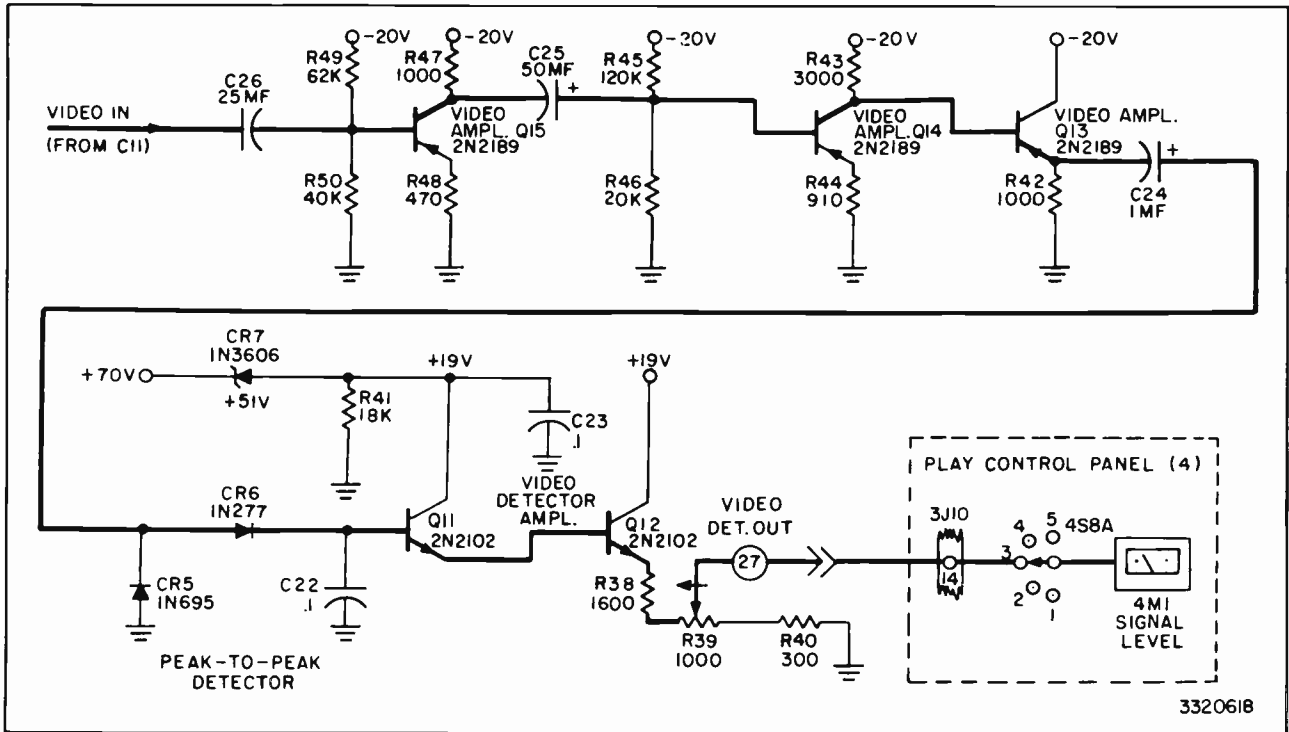 -20V
-20V
-20V
-20V
-20V
R49
62K
R47
1000
C25
50MF
+
R45
120K
R43
3000
C26
25MF
VIDEO IN
(FROM C11)
VIDEO
AMPL. Q15
2N2189
VIDEO
AMPL. Q14
2N2189
VIDEO AMPL.
Q13
2N2189
R50
40K
R48
470
R46
20K
R44
910
R42
1000
+
C24
1MF
CR7
1N3606
+70V
+51V
+19V
+19V
R41
18K
C23
.1
CR6
1N277
Q11
2N2102
VIDEO
DETECTOR
AMPL.
Q12
2N2102
VIDEO
DET. OUT
27
PLAY CONTROL PANEL (4)
3J10
14
4
5
4S8A
3
2
1
4M1
SIGNAL
LEVEL
CR5
1N695
C22
.1
R38
1600
R39
1000
R40
300
PEAK-TO-PEAK
DETECTOR
3320618